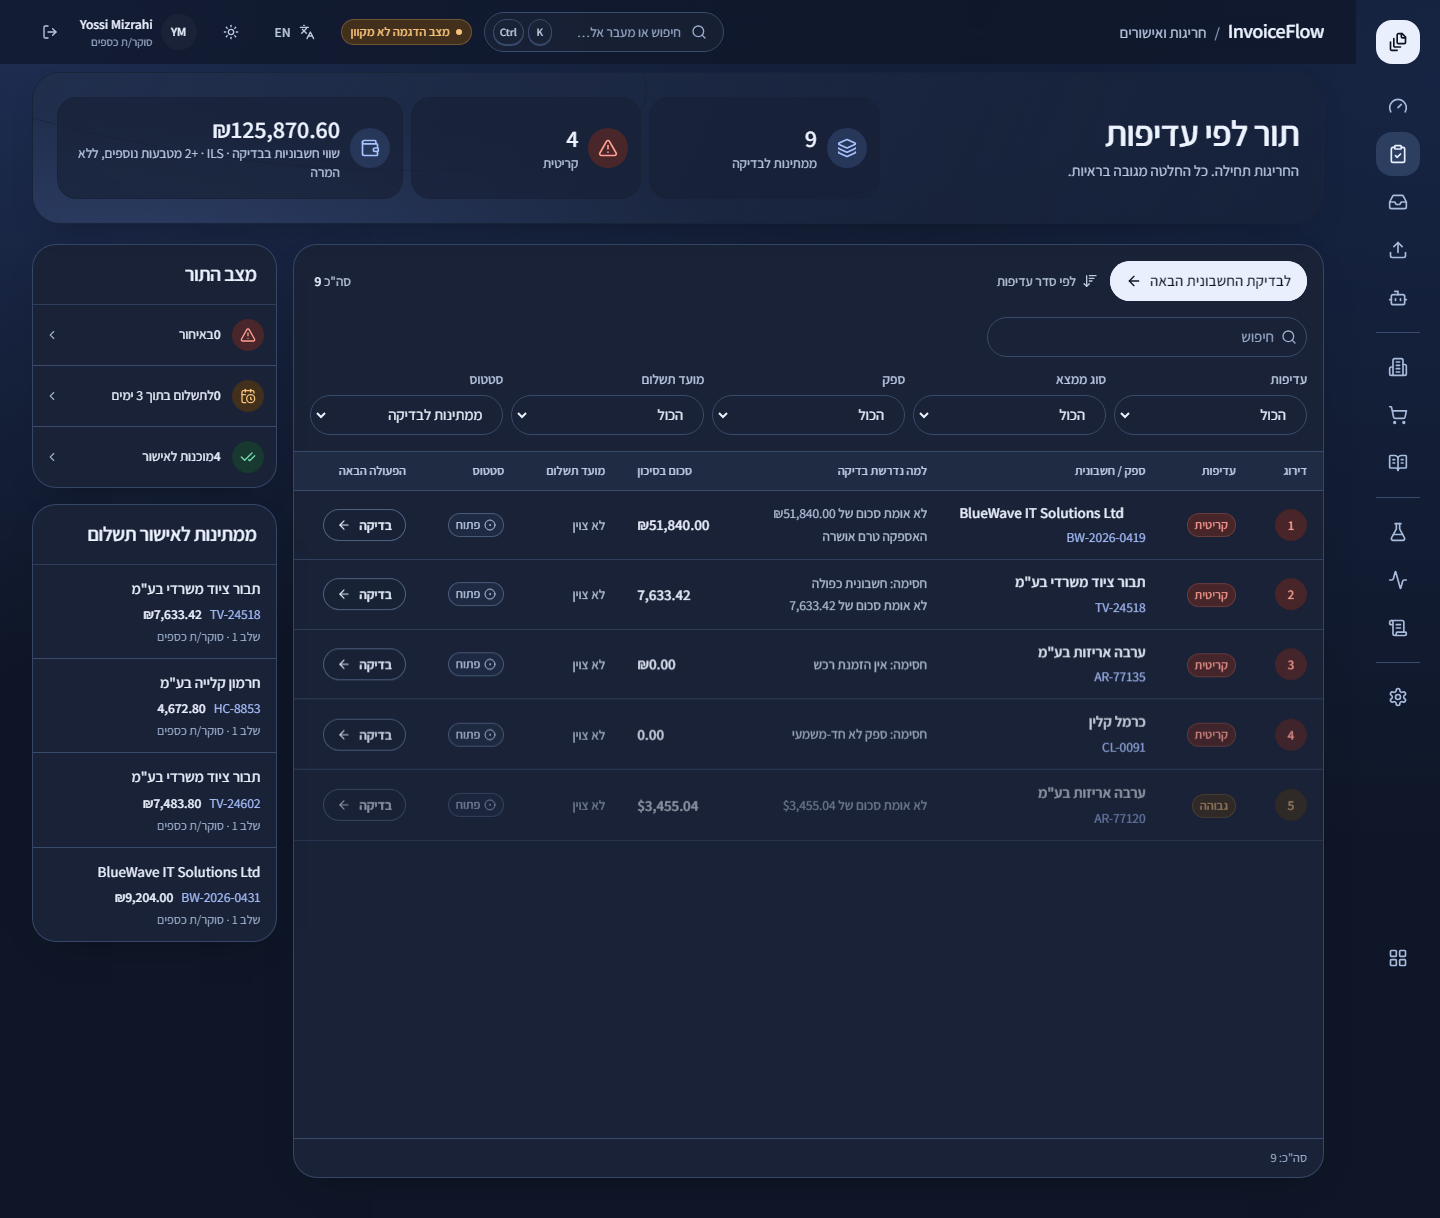 InvoiceFlow / חריגות ואישורים
חיפוש או מעבר אל... K Ctrl
מצב הדגמה לא מקוון
EN
YM
Yossi Mizrahi
סוקר/ת כספים
תור לפי עדיפות
החריגות תחילה. כל החלטה מגובה בראיות.
9
ממתינות לבדיקה
4
קריטית
₪125,870.60
שווי חשבוניות בבדיקה · ILS · +2 מטבעות נוספים, ללא
המרה
לבדיקת החשבונית הבאה
לפי סדר עדיפות
סה"כ 9
חיפוש
עדיפות סוג ממצא ספק מועד תשלום סטטוס
הכול הכול הכול הכול ממתינות לבדיקה
דירוג עדיפות ספק / חשבונית למה נדרשת בדיקה סכום בסיכון מועד תשלום סטטוס הפעולה הבאה
1 קריטית BlueWave IT Solutions Ltd לא אומת סכום של ₪51,840.00 ₪51,840.00 לא צוין פתוח בדיקה
BW-2026-0419 האספקה טרם אושרה
2 קריטית תבור ציוד משרדי בע"מ חסימה: חשבונית כפולה 7,633.42 לא צוין פתוח בדיקה
TV-24518 לא אומת סכום של 7,633.42
3 קריטית ערבה אריזות בע"מ חסימה: אין הזמנת רכש ₪0.00 לא צוין פתוח בדיקה
AR-77135
4 קריטית כרמל קלין חסימה: ספק לא חד-משמעי 0.00 לא צוין פתוח בדיקה
CL-0091
5 גבוהה ערבה אריזות בע"מ לא אומת סכום של $3,455.04 $3,455.04 לא צוין פתוח בדיקה
AR-77120
סה"כ: 9
מצב התור
0באיחור
0לתשלום בתוך 3 ימים
4מוכנות לאישור
ממתינות לאישור תשלום
תבור ציוד משרדי בע"מ
TV-24518 ₪7,633.42
שלב 1 · סוקר/ת כספים
חרמון קלייה בע"מ
HC-8853 4,672.80
שלב 1 · סוקר/ת כספים
תבור ציוד משרדי בע"מ
TV-24602 ₪7,483.80
שלב 1 · סוקר/ת כספים
BlueWave IT Solutions Ltd
BW-2026-0431 ₪9,204.00
שלב 1 · סוקר/ת כספים